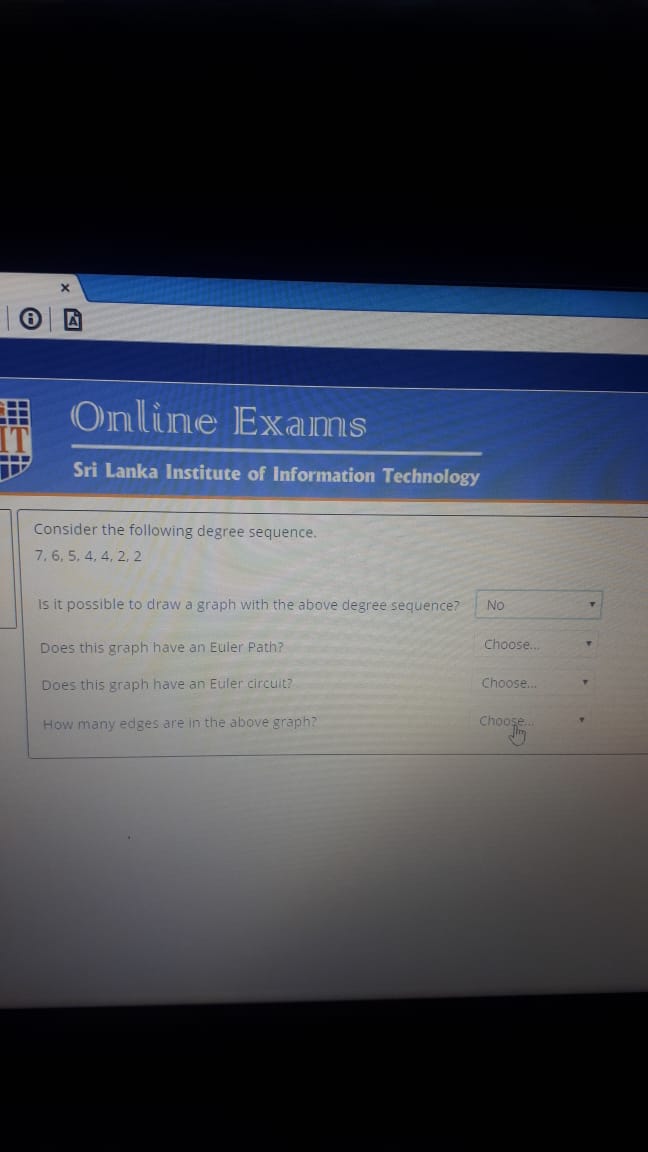 IT
Online Exams
Sri Lanka Institute of Information Technology
Consider the following degree sequence.
7, 6, 5, 4, 4, 2, 2
Is it possible to draw a graph with the above degree sequence? No
Does this graph have an Euler Path? Choose...
Does this graph have an Euler circuit? Choose...
How many edges are in the above graph? Choose...